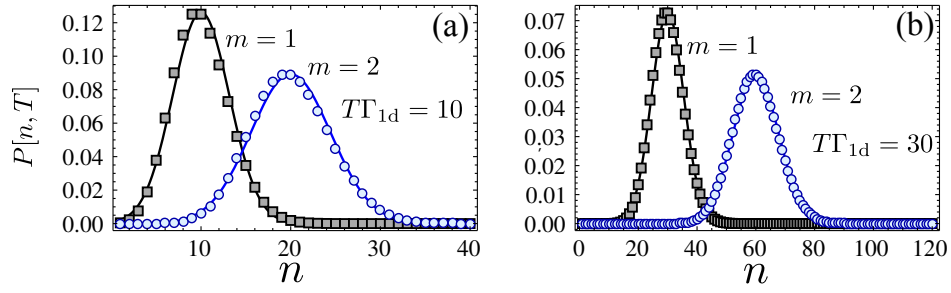 P[n, T]
0.12
0.10
0.08
0.06
0.04
0.02
0.00
(a)
m = 1
m = 2
TΓ1d = 10
10 20 30 40
n
0.07
0.06
0.05
0.04
0.03
0.02
0.01
0.00
(b)
m = 1
m = 2
TΓ1d = 30
0 20 40 60 80 100 120
n